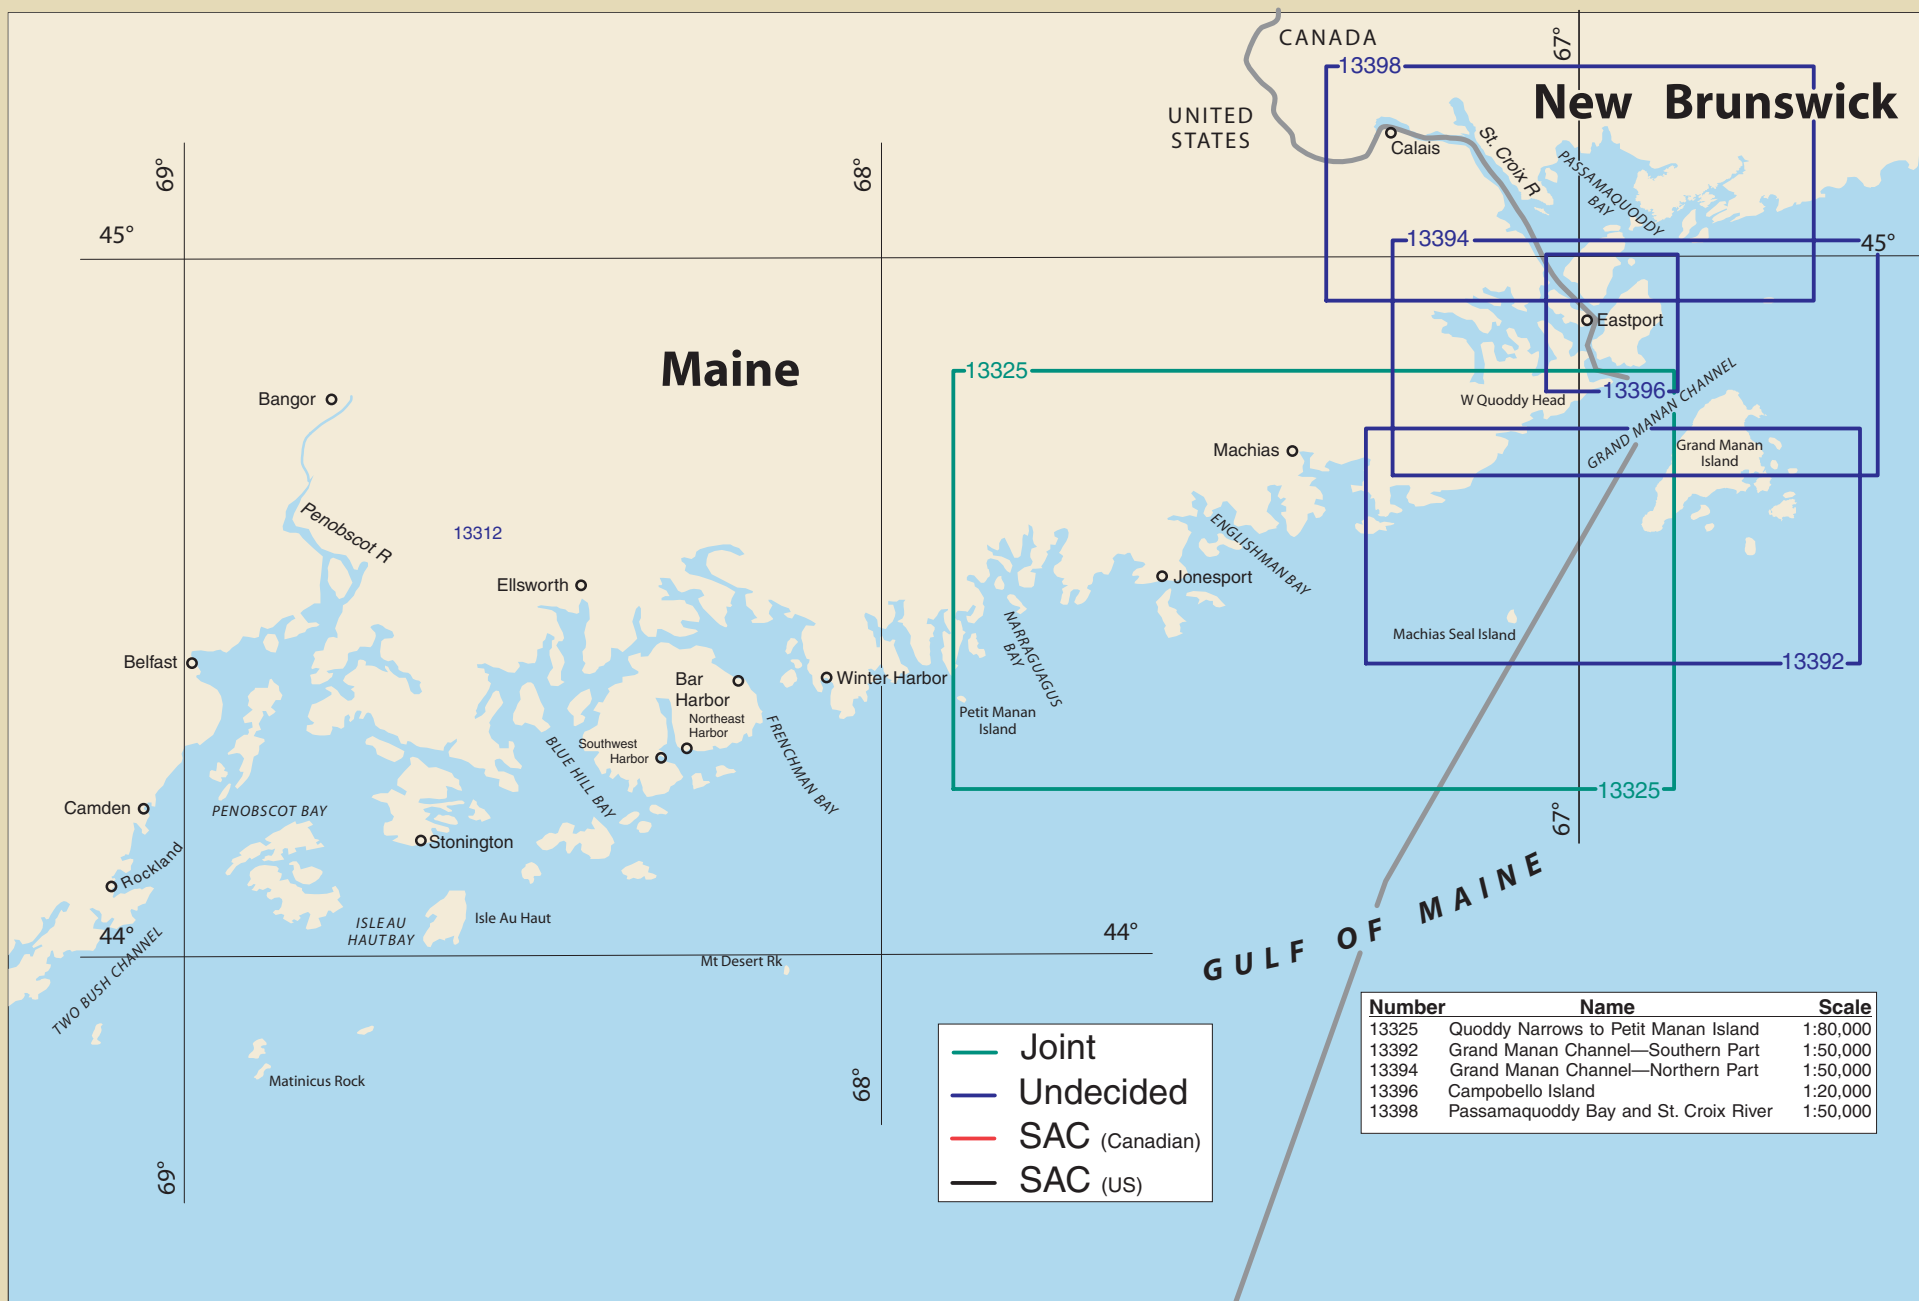 CANADA
67°
13398
New Brunswick
UNITED
STATES
Calais
St. Croix R
PASSAMAQUODDY
BAY
69°
68°
45°
13394
45°
Eastport
Maine
13325
Bangor
W Quoddy Head
13396
GRAND MANAN CHANNEL
Machias
Grand Manan
Island
Penobscot R
13312
ENGLISHMAN BAY
Ellsworth
Jonesport
NARRAGUAGUS
BAY
Machias Seal Island
Belfast
13392
Bar
Harbor
Winter Harbor
Petit Manan
Island
Northeast
Harbor
Southwest
Harbor
BLUE HILL BAY
FRENCHMAN BAY
13325
Camden
PENOBSCOT BAY
67°
Stonington
Rockland
GULF OF MAINE
Isle Au Haut
ISLE AU
HAUT BAY
44°
44°
TWO BUSH CHANNEL
Mt Desert Rk
Matinicus Rock
68°
69°
Joint
Undecided
SAC (Canadian)
SAC (US)
Number Name Scale
13325 Quoddy Narrows to Petit Manan Island 1:80,000
13392 Grand Manan Channel—Southern Part 1:50,000
13394 Grand Manan Channel—Northern Part 1:50,000
13396 Campobello Island 1:20,000
13398 Passamaquoddy Bay and St. Croix River 1:50,000